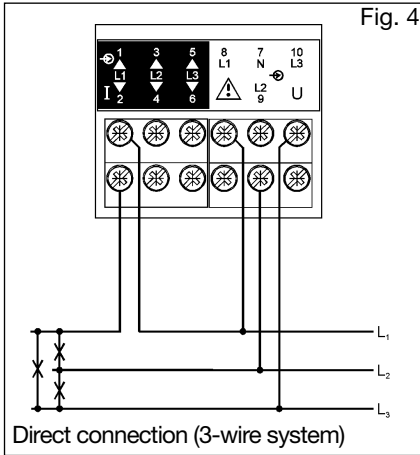 Fig. 4
1 3 5 8 7 10
L1 N L3
L1 L2 L3 L2
I 2 4 6 9 U
L1
L2
L3
Direct connection (3-wire system)